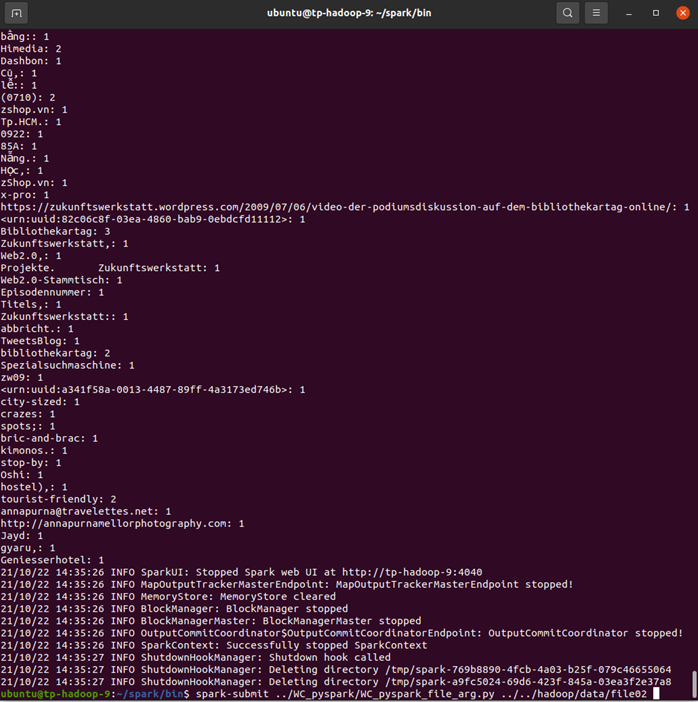 ubuntu@tp-hadoop-9: ~/spark/bin
bằng:: 1
Himedia: 2
Dashbon: 1
Cũ,: 1
lễ:: 1
(0710): 2
zshop.vn: 1
Tp.HCM.: 1
0922: 1
85A: 1
Nẵng.: 1
Học,: 1
zShop.vn: 1
x-pro: 1
https://zukunftswerkstatt.wordpress.com/2009/07/06/video-der-podiumsdiskussion-auf-dem-bibliothekartag-online/: 1
<urn:uuid:82c06c8f-03ea-4860-bab9-0ebdcfd11112>: 1
Bibliothekartag: 3
Zukunftswerkstatt,: 1
Web2.0,: 1
Projekte.       Zukunftswerkstatt: 1
Web2.0-Stammtisch: 1
Episodennummer: 1
Titels,: 1
Zukunftswerkstatt:: 1
abbricht.: 1
TweetsBlog: 1
bibliothekartag: 2
Spezialsuchmaschine: 1
zw09: 1
<urn:uuid:a341f58a-0013-4487-89ff-4a3173ed746b>: 1
city-sized: 1
crazes: 1
spots;: 1
bric-and-brac: 1
kimonos.: 1
stop-by: 1
Oshi: 1
hostel),: 1
tourist-friendly: 2
annapurna@travelettes.net: 1
http://annapurnamellorphotography.com: 1
Jayd: 1
gyaru,: 1
Geniesserhotel: 1
21/10/22 14:35:26 INFO SparkUI: Stopped Spark web UI at http://tp-hadoop-9:4040
21/10/22 14:35:26 INFO MapOutputTrackerMasterEndpoint: MapOutputTrackerMasterEndpoint stopped!
21/10/22 14:35:26 INFO MemoryStore: MemoryStore cleared
21/10/22 14:35:26 INFO BlockManager: BlockManager stopped
21/10/22 14:35:26 INFO BlockManagerMaster: BlockManagerMaster stopped
21/10/22 14:35:26 INFO OutputCommitCoordinator$OutputCommitCoordinatorEndpoint: OutputCommitCoordinator stopped!
21/10/22 14:35:26 INFO SparkContext: Successfully stopped SparkContext
21/10/22 14:35:27 INFO ShutdownHookManager: Shutdown hook called
21/10/22 14:35:27 INFO ShutdownHookManager: Deleting directory /tmp/spark-769b8890-4fcb-4a03-b25f-079c46655064
21/10/22 14:35:27 INFO ShutdownHookManager: Deleting directory /tmp/spark-a9fc5024-69d6-423f-845a-03ea3f2e37a8
ubuntu@tp-hadoop-9:~/spark/bin$ spark-submit ../WC_pyspark/WC_pyspark_file_arg.py ../../hadoop/data/file02